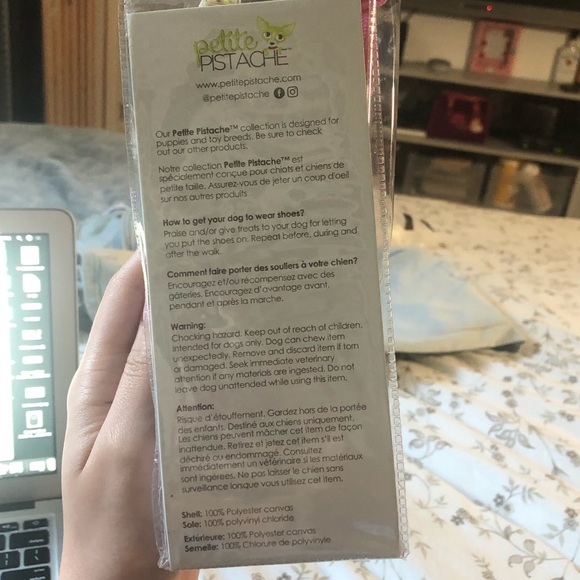 petite
PISTACHE
www.petitepistache.com
@petitepistache
Our Petite Pistache™ collection is designed for
puppies and toy breeds. Be sure to check
out our other products.
Notre collection Petite Pistache™ est
spécialement conçue pour chiots et chiens de
petite taille. Assurez-vous de jeter un coup d'oeil
sur nos autres produits
How to get your dog to wear shoes?
Praise and/or give treats to your dog for letting
you put the shoes on. Repeat before, during and
after the walk.
Comment faire porter des souliers à votre chien?
Encouragez et/ou récompensez avec des
gâteries. Encouragez d'avantage avant,
pendant et après la marche.
Warning:
Chocking hazard. Keep out of reach of children.
Intended for dogs only. Dog can chew item
unexpectedly. Remove and discard item if torn
or damaged. Seek immediate veterinary
attention if any materials are ingested. Do not
leave dog unattended while using this item.
Attention:
Risque d'étouffement. Gardez hors de la portée
des enfants. Destiné aux chiens uniquement.
Les chiens peuvent mâcher cet item de façon
inattendue. Retirez et jetez cet item s'il est
déchiré ou endommagé. Consultez
immédiatement un vétérinaire si les matériaux
sont ingérées. Ne pas laisser le chien sans
surveillance lorsque vous utilisez cet item.
Shell: 100% Polyester canvas
Sole: 100% polyvinyl chloride
Extérieure: 100% Polyester canvas
Semelle: 100% Chlorure de polyvinyle